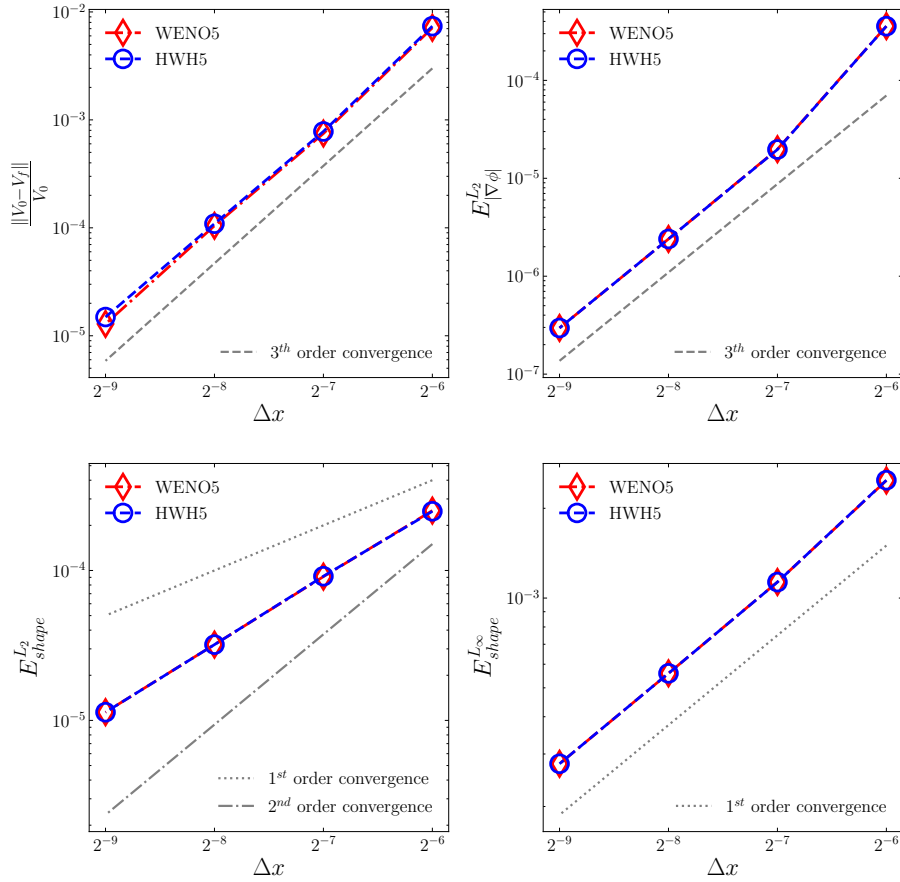 WENO5
HWH5
10^{-2}
10^{-3}
10^{-4}
10^{-5}
\frac{||V_0-V_f||}{V_0}
3^{th} order convergence
2^{-9} 2^{-8} 2^{-7} 2^{-6}
Δx
WENO5
HWH5
10^{-4}
10^{-5}
10^{-6}
10^{-7}
E^{L_2}_{|∇ϕ|}
3^{th} order convergence
2^{-9} 2^{-8} 2^{-7} 2^{-6}
Δx
WENO5
HWH5
10^{-4}
10^{-5}
E^{L_2}_{shape}
1^{st} order convergence
2^{nd} order convergence
2^{-9} 2^{-8} 2^{-7} 2^{-6}
Δx
WENO5
HWH5
10^{-3}
E^{L_∞}_{shape}
1^{st} order convergence
2^{-9} 2^{-8} 2^{-7} 2^{-6}
Δx